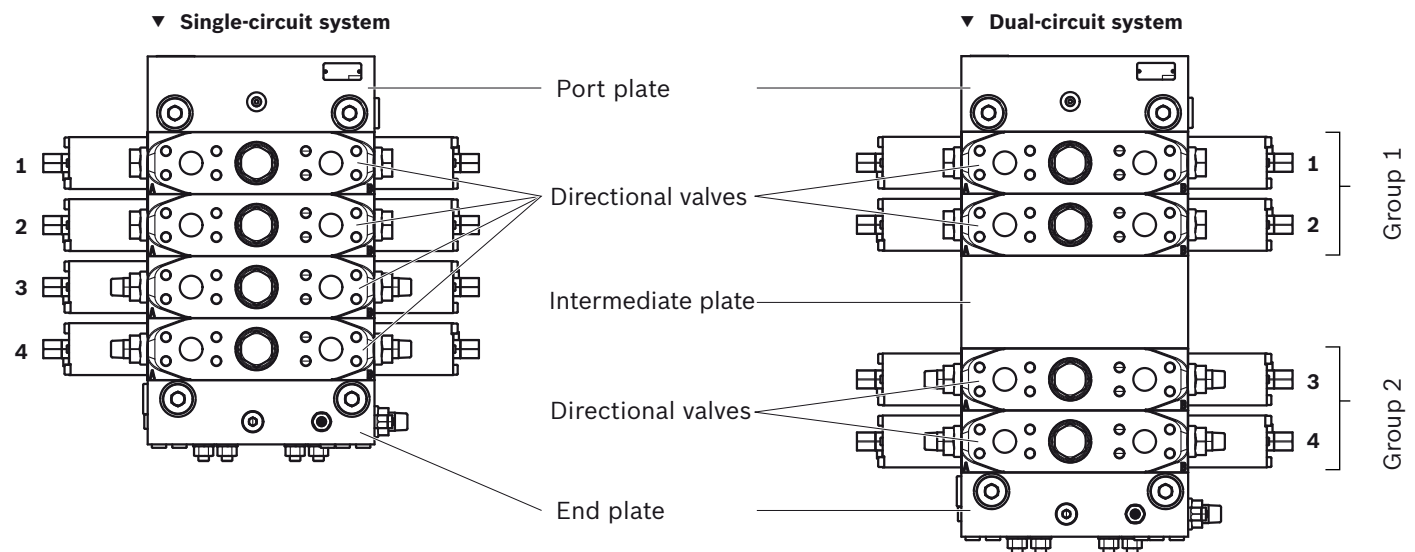 ▼ Single-circuit system
▼ Dual-circuit system
Port plate
1
Directional valves
1
2
2
Group 1
3
Intermediate plate
4
3
Directional valves
4
Group 2
End plate
A B
A B
A B
A B
A B
A B
A B
A B